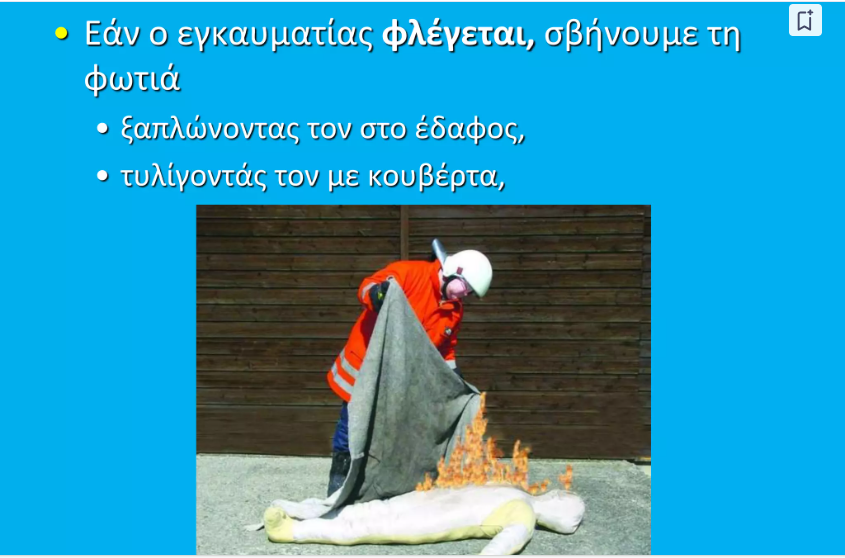 Εάν ο εγκαυματίας φλέγεται, σβήνουμε τη
φωτιά
ξαπλώνοντας τον στο έδαφος,
τυλίγοντάς τον με κουβέρτα,